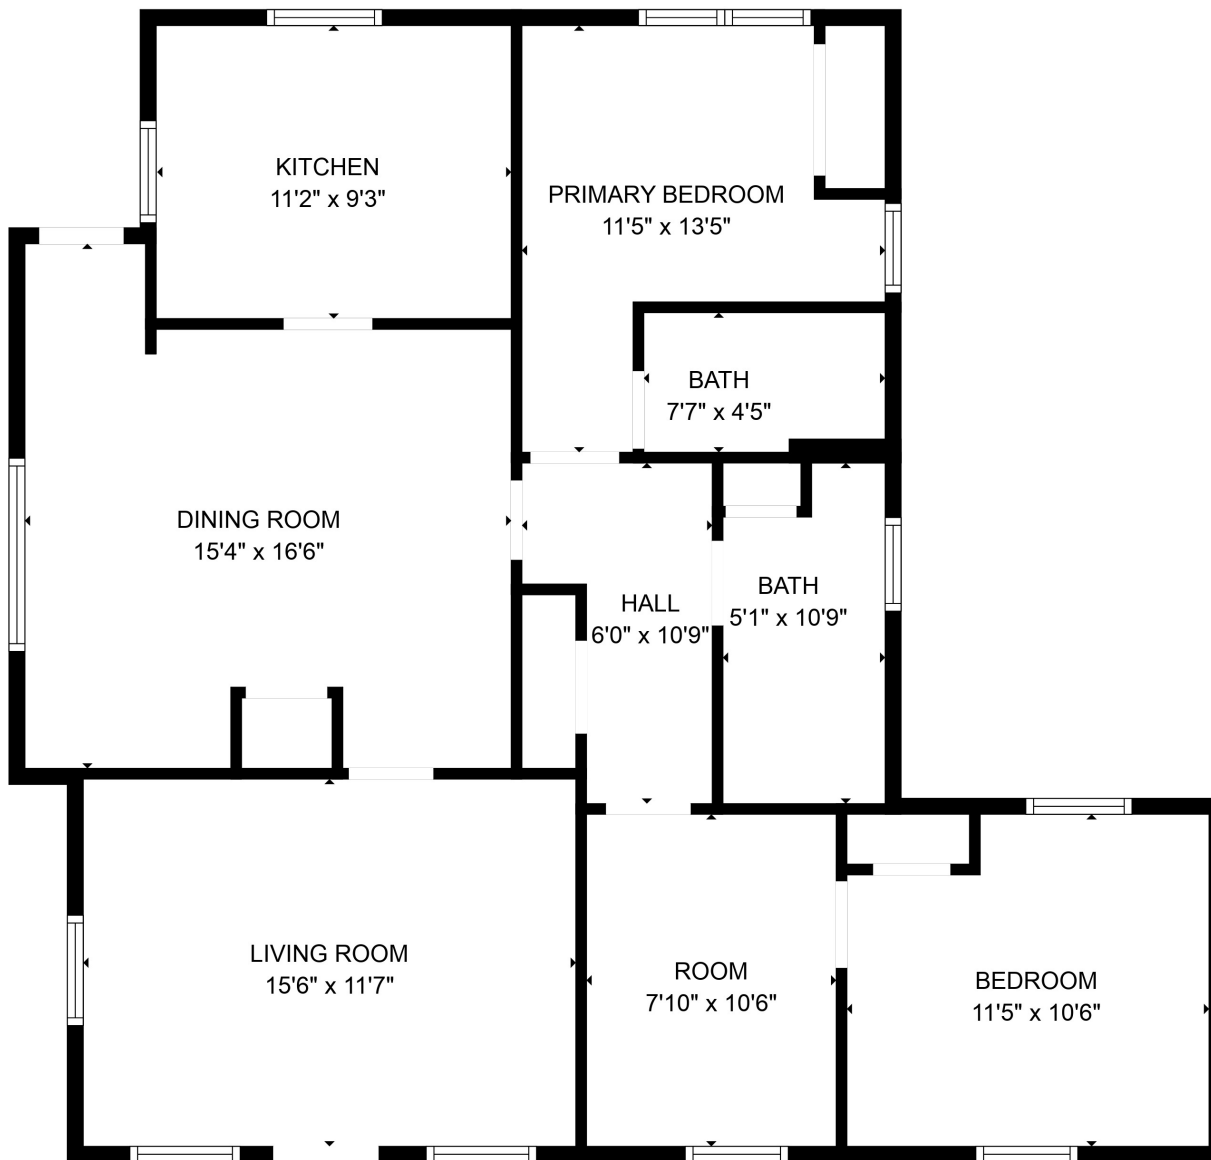 KITCHEN
11'2" x 9'3"
PRIMARY BEDROOM
11'5" x 13'5"
BATH
7'7" x 4'5"
DINING ROOM
15'4" x 16'6"
HALL
6'0" x 10'9"
BATH
5'1" x 10'9"
LIVING ROOM
15'6" x 11'7"
ROOM
7'10" x 10'6"
BEDROOM
11'5" x 10'6"